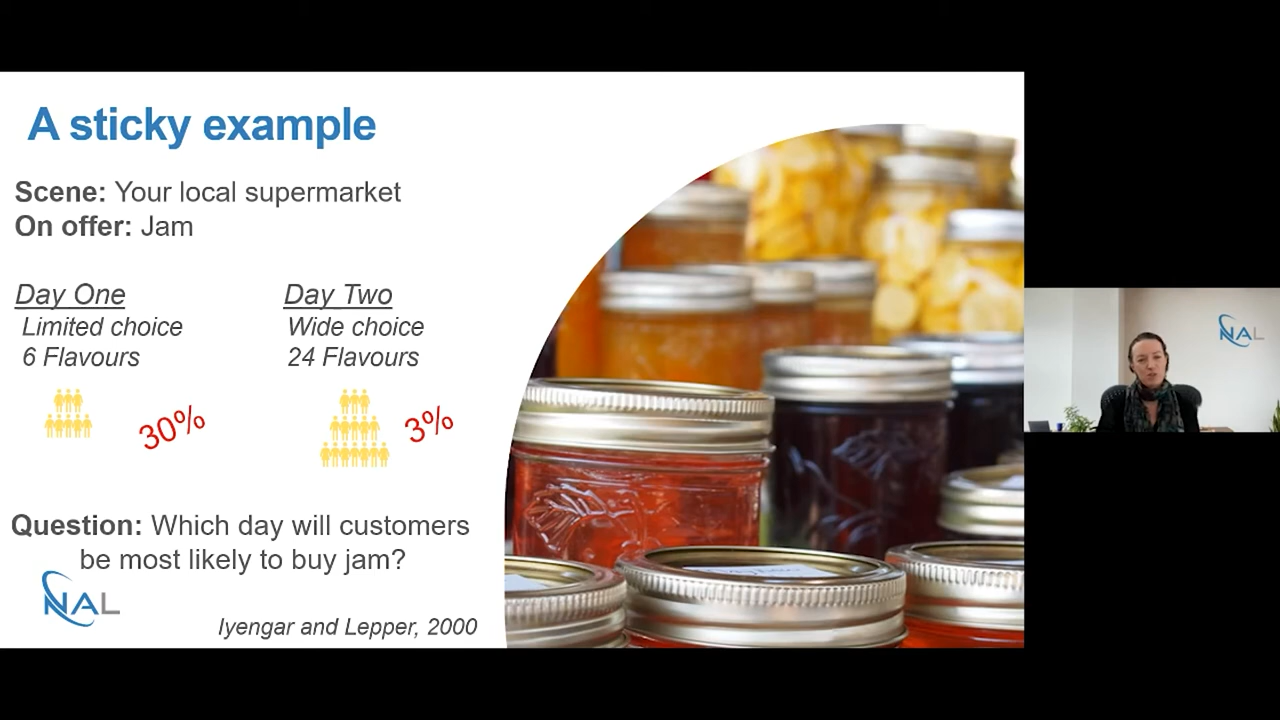 A sticky example
Scene: Your local supermarket
On offer: Jam
Day One
Limited choice
6 Flavours
30%
Day Two
Wide choice
24 Flavours
3%
Question: Which day will customers
be most likely to buy jam?
NAL
Iyengar and Lepper, 2000
NAL